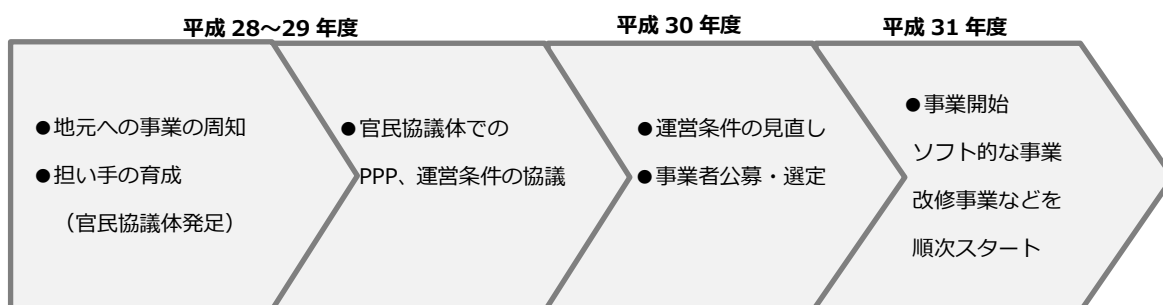 平成 28～29 年度
平成 30 年度
平成 31 年度
●地元への事業の周知
●担い手の育成
（官民協議体発足）
●官民協議体での
PPP、運営条件の協議
●運営条件の見直し
●事業者公募・選定
●事業開始
ソフト的な事業
改修事業などを
順次スタート